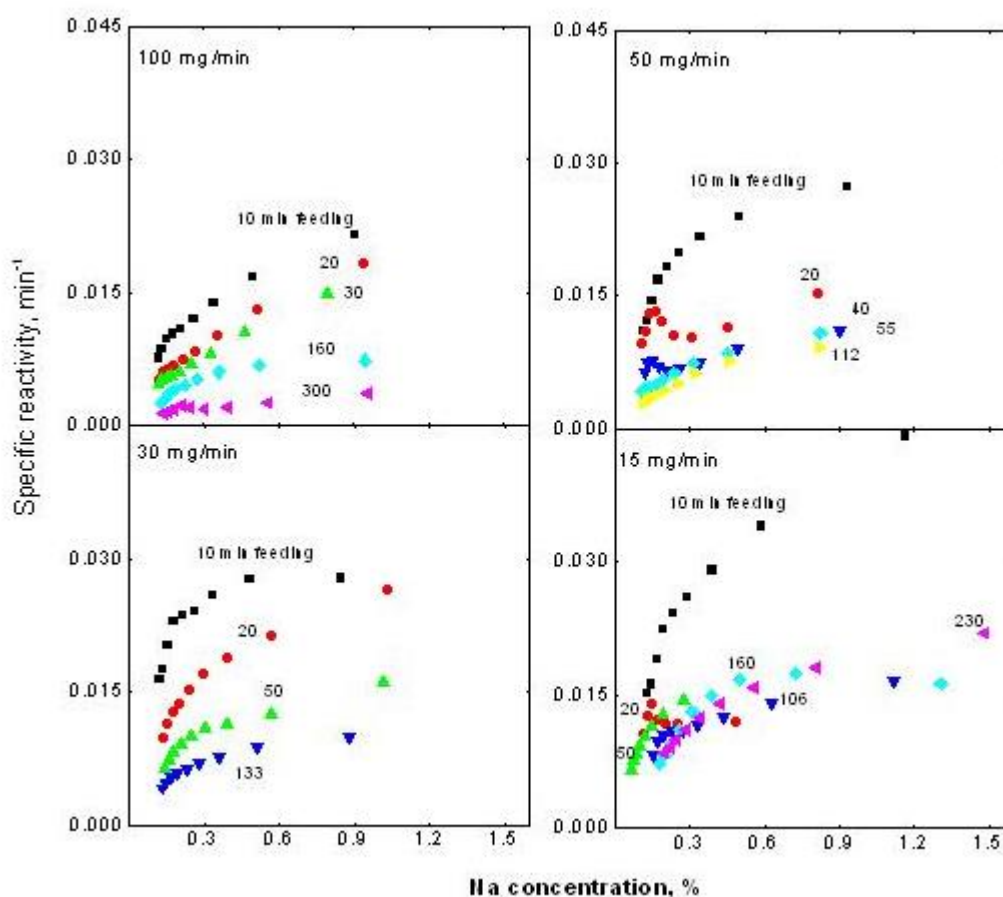 0.045
100 mg/min
0.030
10 min feeding
20
0.015
30
160
300
0.000
0.045
50 mg/min
0.030
10 min feeding
20
0.015
40
55
112
0.000
Specific reactivity, min-1
30 mg/min
0.030
10 min feeding
20
0.015
50
133
0.000
0.3 0.6 0.9 1.2 1.5
15 mg/min
10 min feeding
0.030
230
160
0.015
20
106
50
0.000
0.3 0.6 0.9 1.2 1.5
Na concentration, %